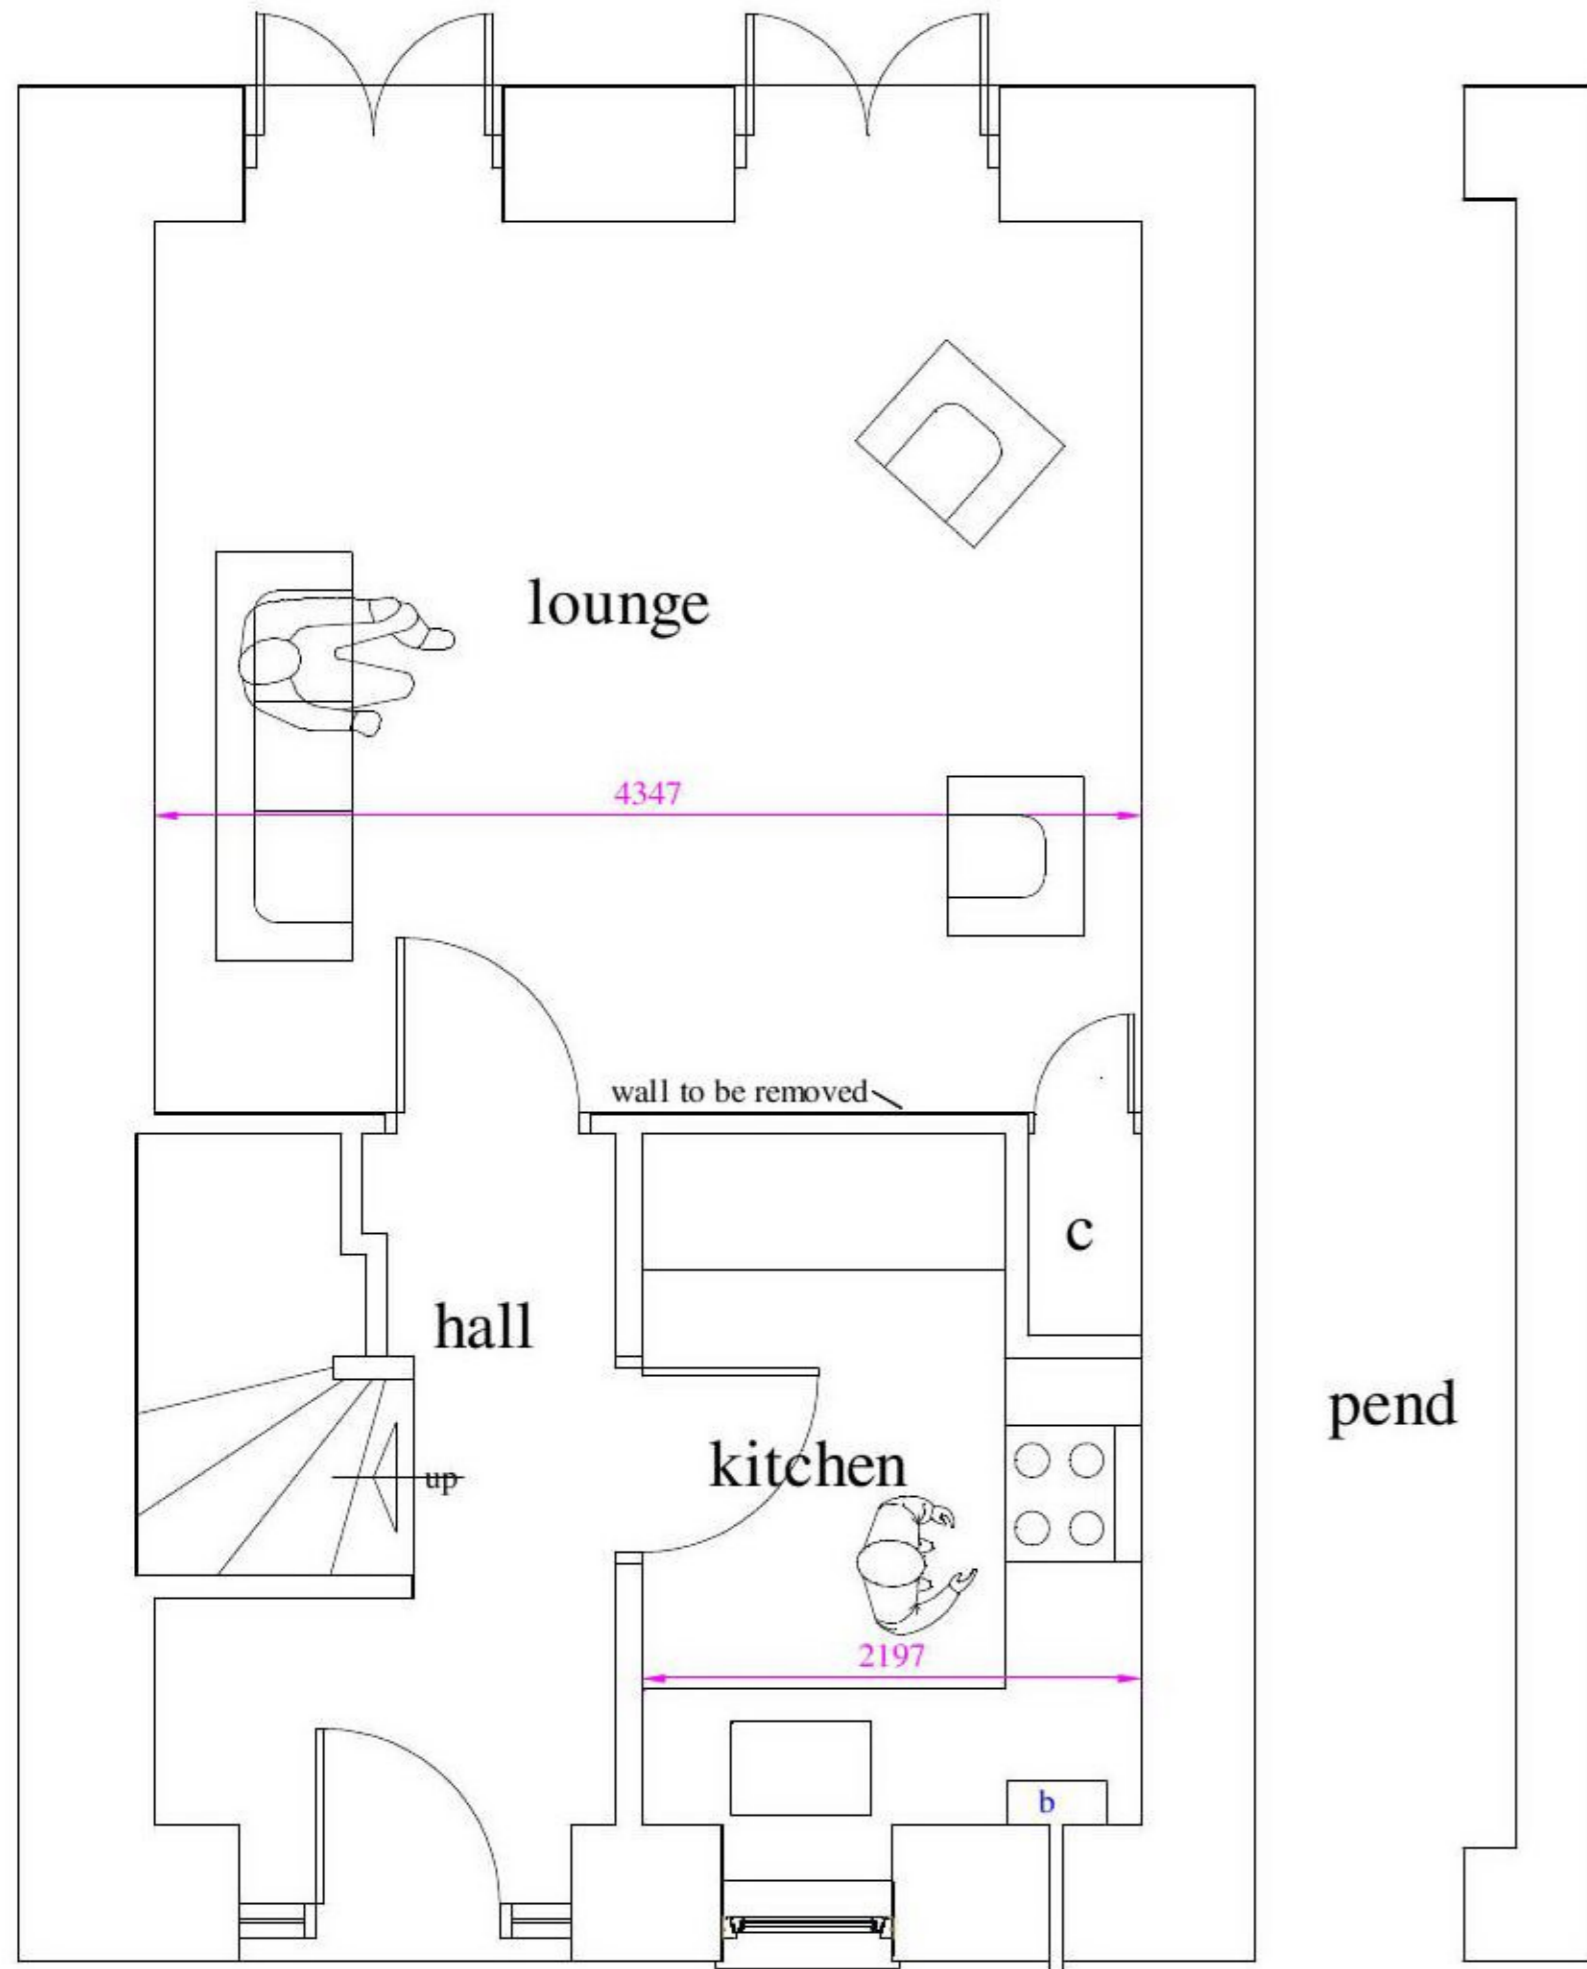 lounge
4347
wall to be removed
c
hall
pend
kitchen
up
2197
b